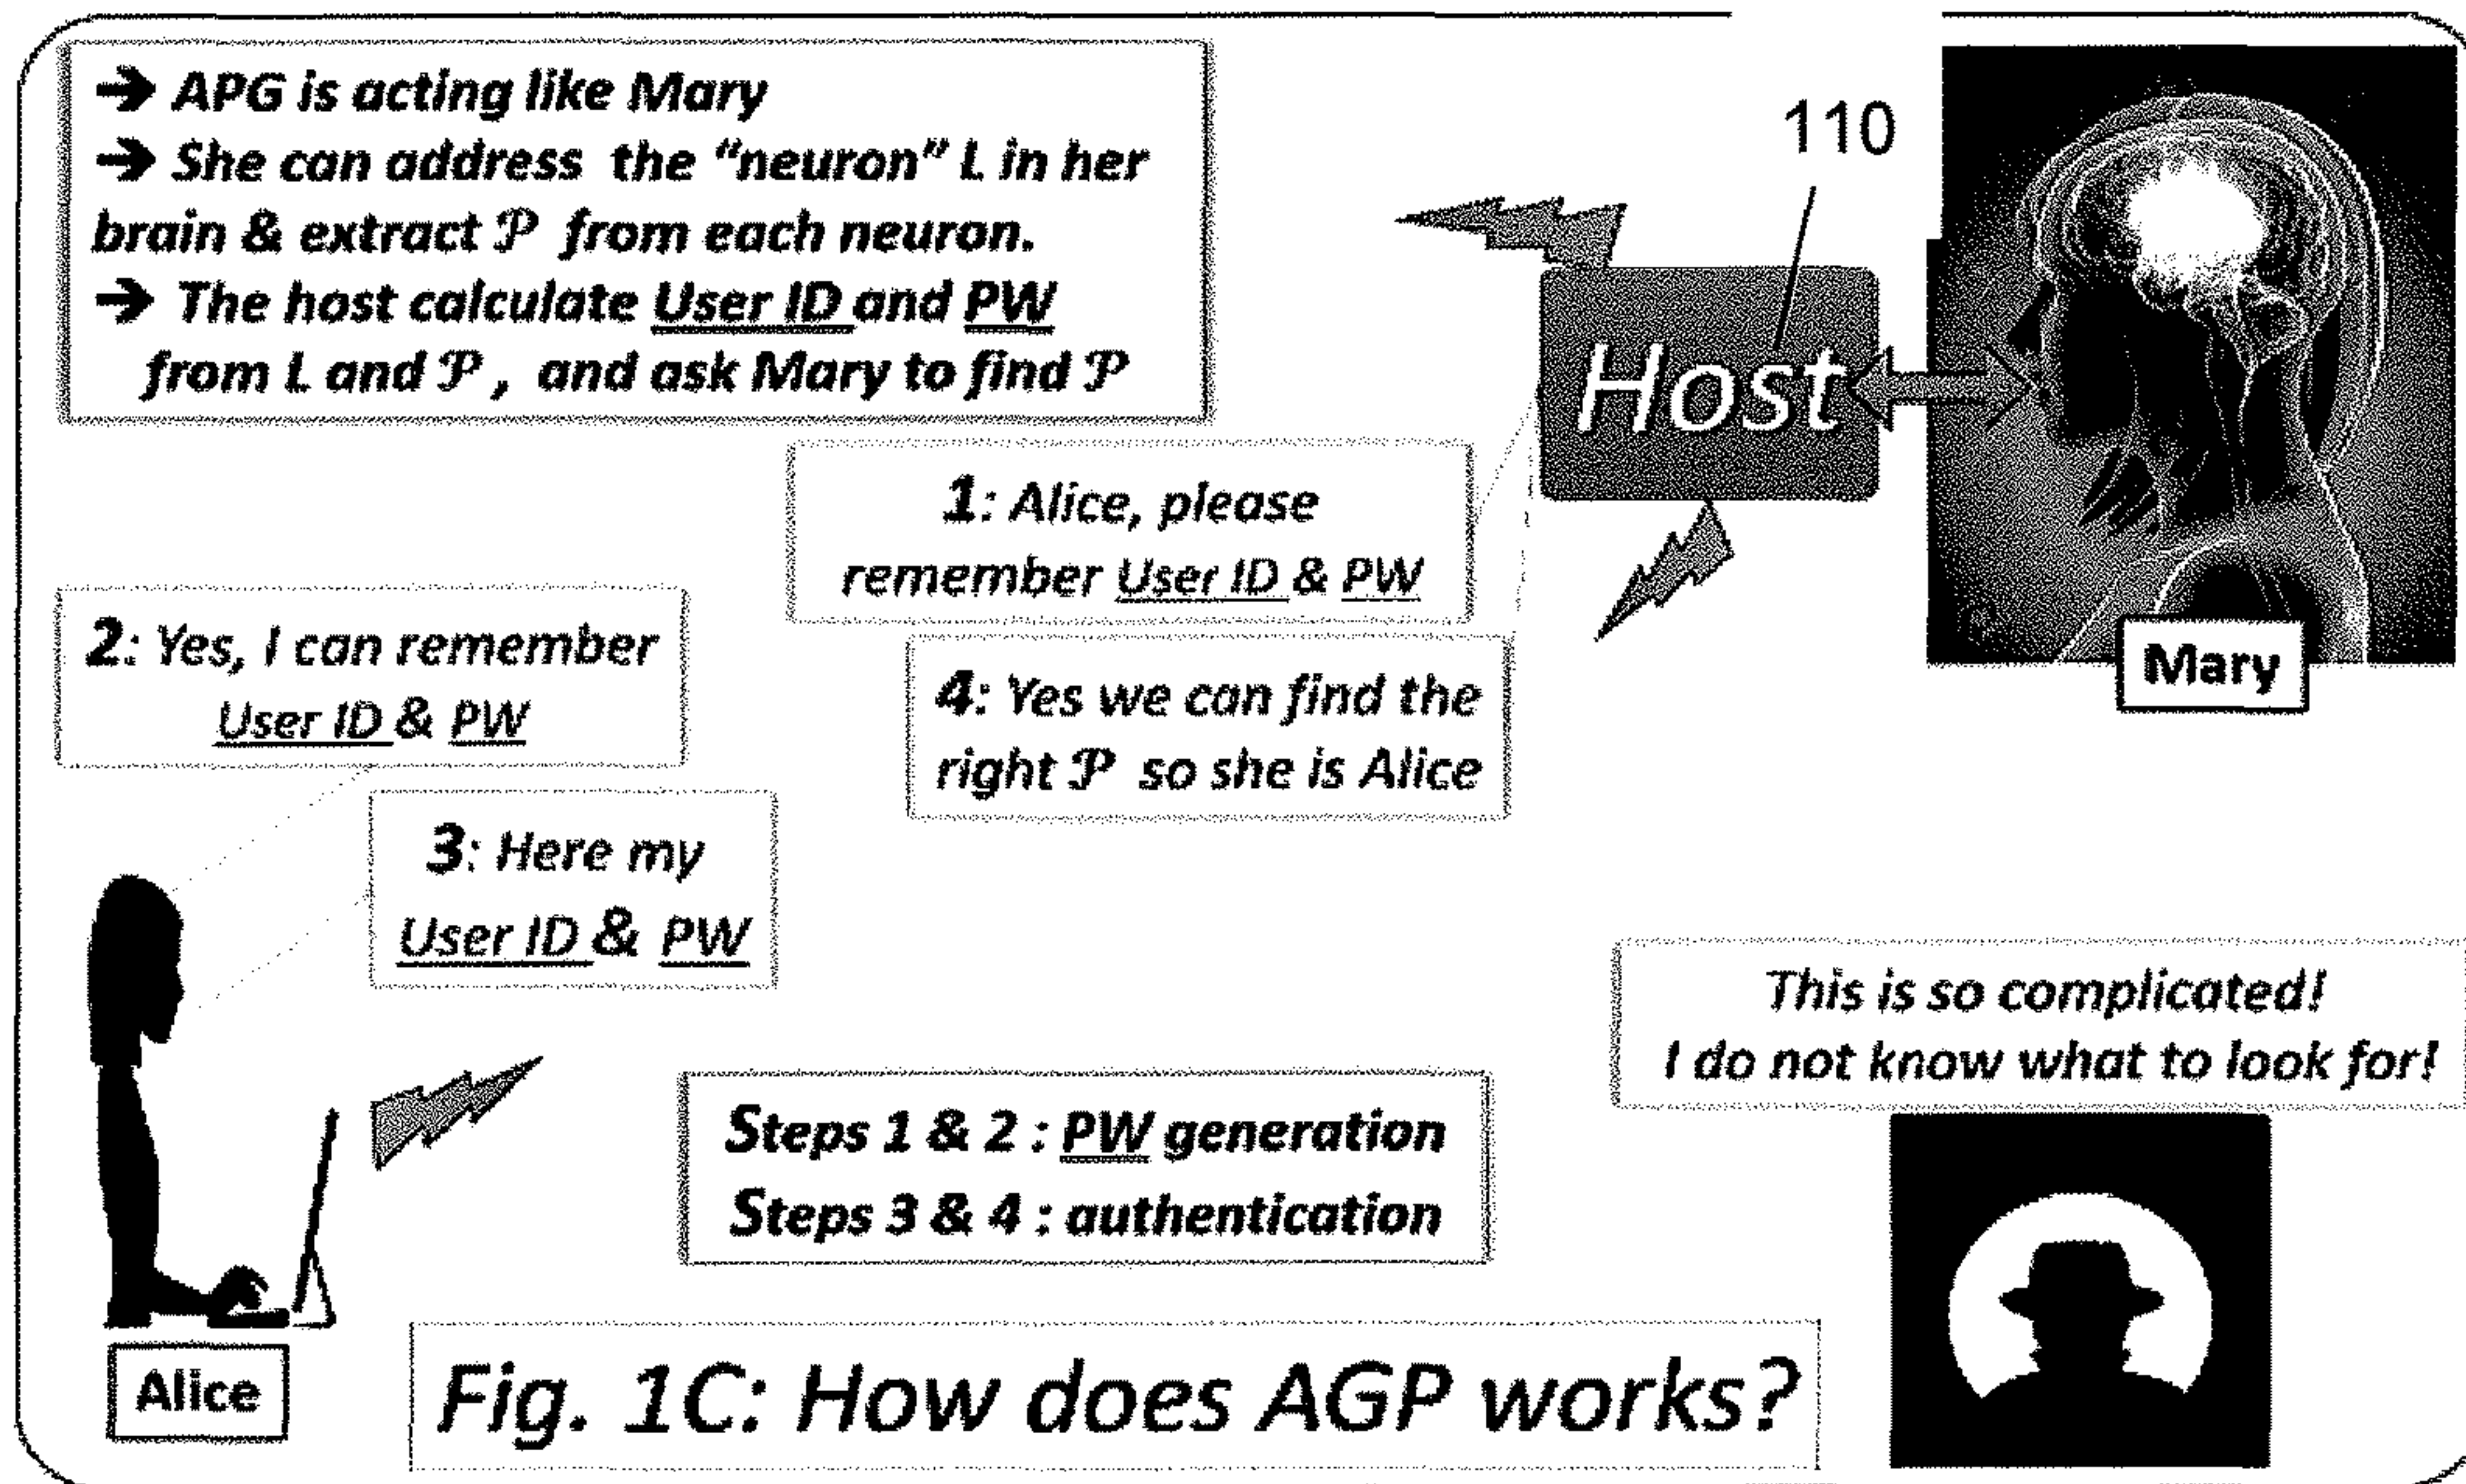 → APG is acting like Mary
→ She can address the “neuron” L in her
brain & extract 𝒫 from each neuron.
→ The host calculate User ID and PW
from L and 𝒫 , and ask Mary to find 𝒫
110
Host
Mary
1: Alice, please
remember User ID & PW
2: Yes, I can remember
User ID & PW
4: Yes we can find the
right 𝒫 so she is Alice
3: Here my
User ID & PW
This is so complicated!
I do not know what to look for!
Steps 1 & 2 : PW generation
Steps 3 & 4 : authentication
Alice
Fig. 1C: How does AGP works?